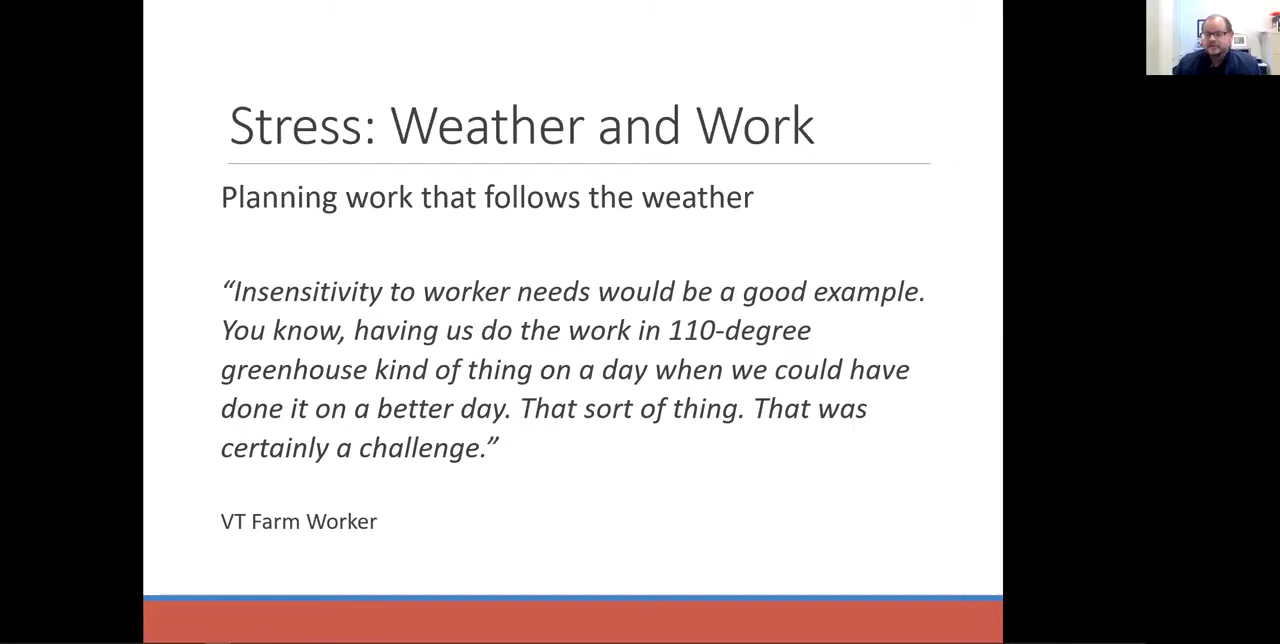 Stress: Weather and Work
Planning work that follows the weather
“Insensitivity to worker needs would be a good example.
You know, having us do the work in 110-degree
greenhouse kind of thing on a day when we could have
done it on a better day. That sort of thing. That was
certainly a challenge.”
VT Farm Worker